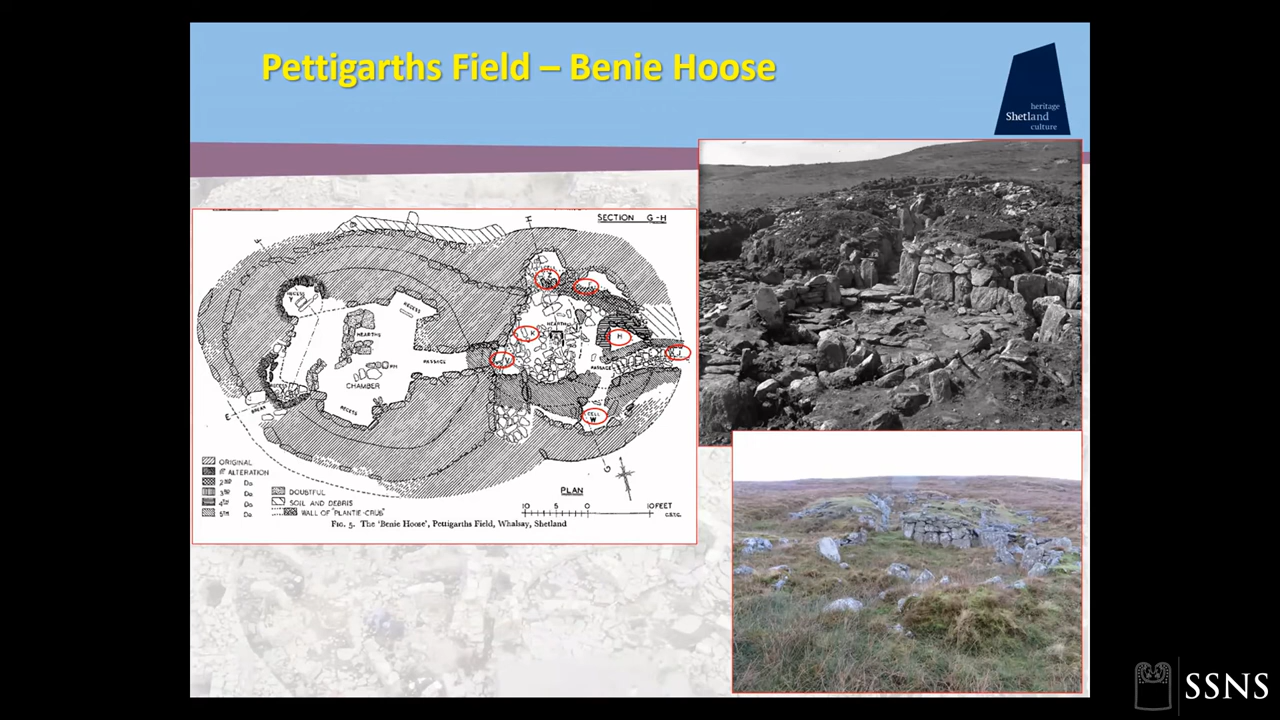 Pettigarths Field – Benie Hoose
heritage
Shetland
culture
SECTION G-H
RECESS
Y
RECESS
HEARTHS
HEARTH
PASSAGE
H
J
K
V
PASSAGE
CHAMBER
RECESS
CELL
W
E
BREAK
G
ORIGINAL
1ST ALTERATION
2ND Do
3RD Do
4TH Do
5TH Do
DOUBTFUL
SOIL AND DEBRIS
WALL OF "PLANTIE-CRUB"
PLAN
10 5 0 10 FEET
C.S.T.C.
FIG. 5. The 'Benie Hoose', Pettigarths Field, Whalsay, Shetland
SSNS